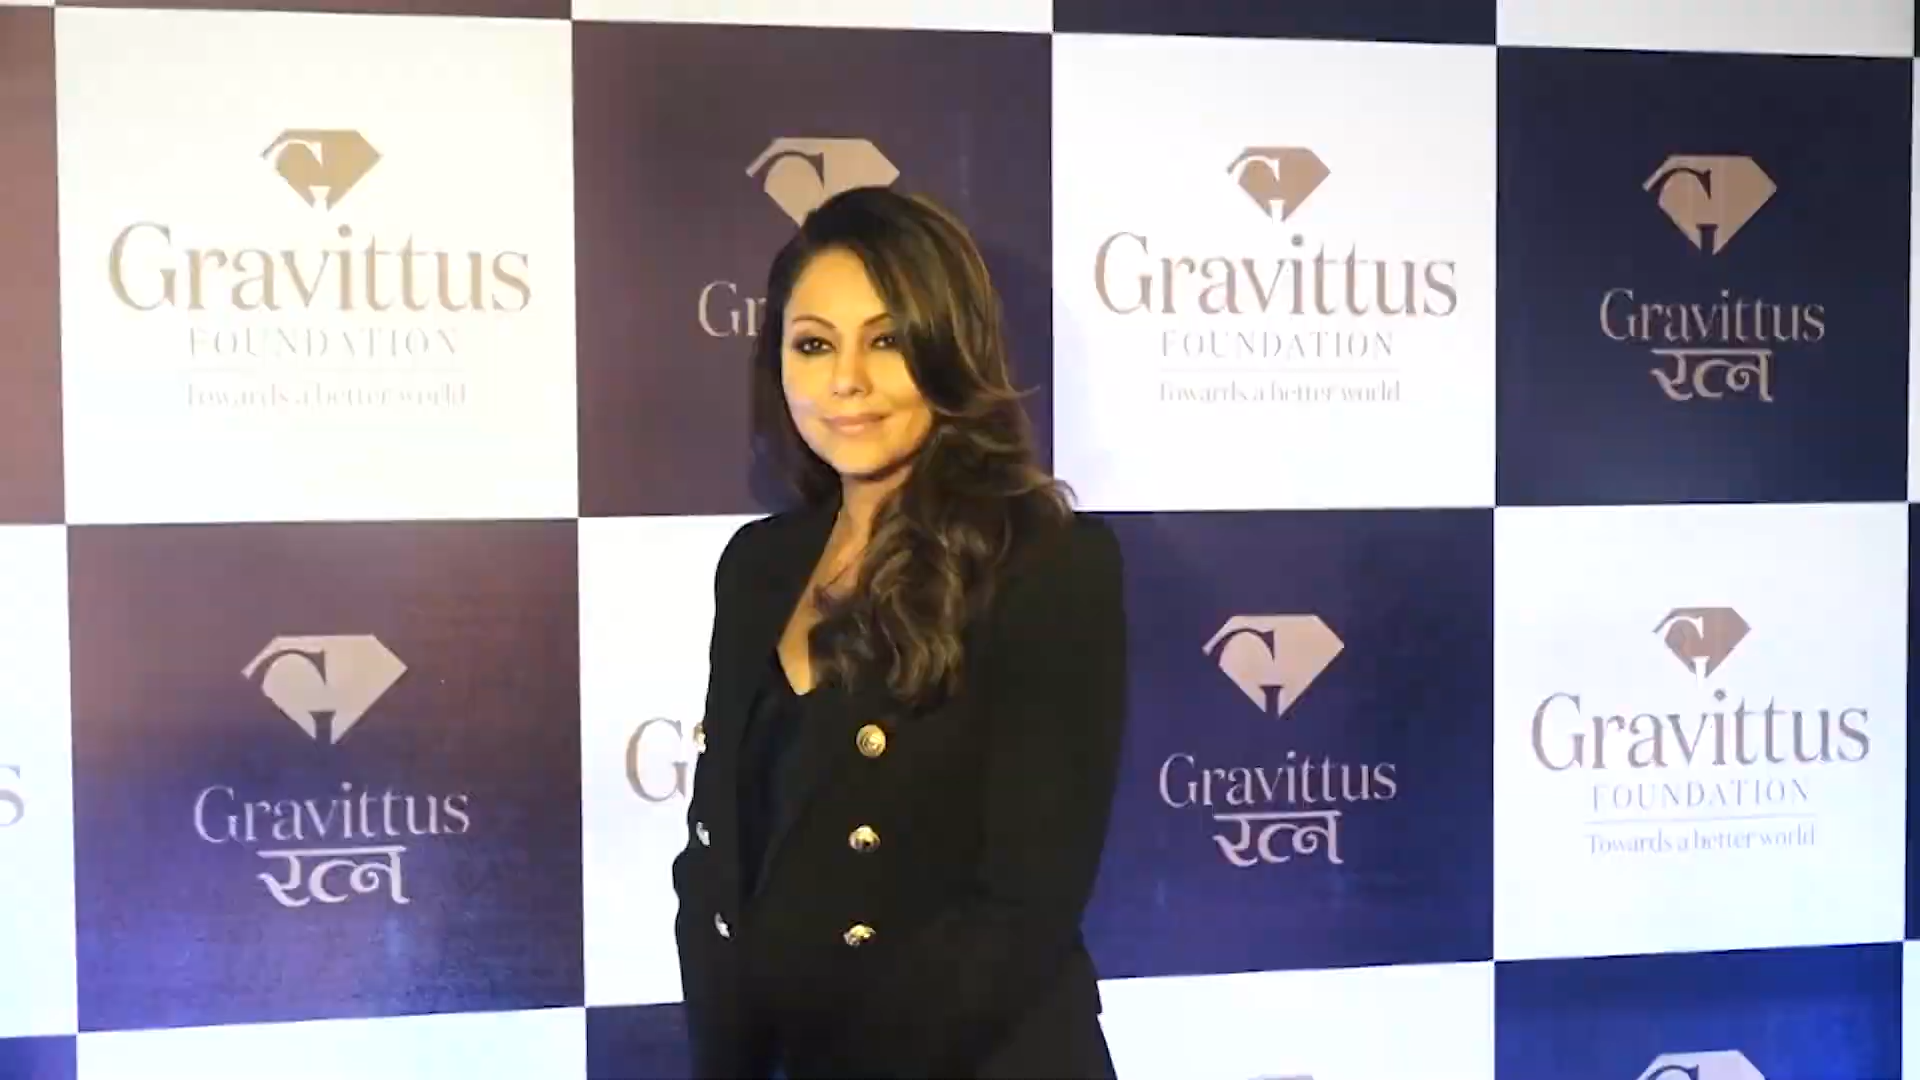 Gravittus
FOUNDATION
Towards a better world
Gr
Gravittus
FOUNDATION
Towards a better world
Gravittus
रत्न
s
Gravittus
रत्न
G
Gravittus
रत्न
Gravittus
FOUNDATION
Towards a better world